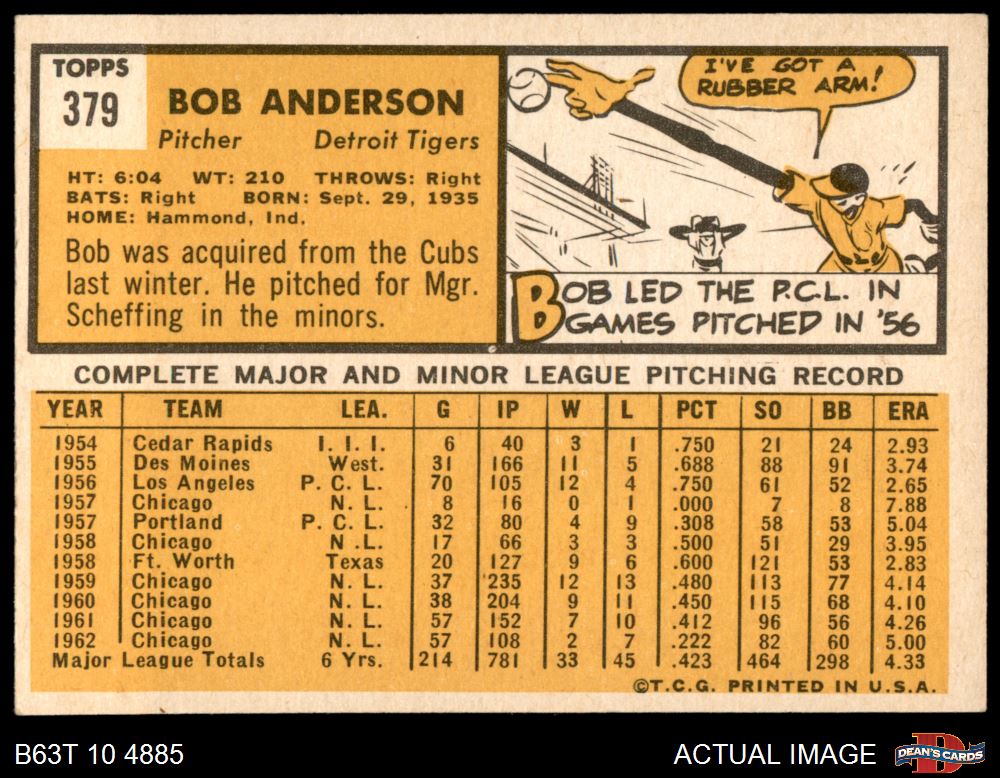 TOPPS
379
BOB ANDERSON
Pitcher Detroit Tigers
HT: 6:04 WT: 210 THROWS: Right
BATS: Right BORN: Sept. 29, 1935
HOME: Hammond, Ind.
Bob was acquired from the Cubs
last winter. He pitched for Mgr.
Scheffing in the minors.
I'VE GOT A
RUBBER ARM!
BOB LED THE P.C.L. IN
GAMES PITCHED IN '56
COMPLETE MAJOR AND MINOR LEAGUE PITCHING RECORD
YEAR TEAM LEA. G IP W L PCT SO BB ERA
1954 Cedar Rapids I. I. I. 6 40 3 1 .750 21 24 2.93
1955 Des Moines West. 31 166 11 5 .688 88 91 3.74
1956 Los Angeles P. C. L. 70 105 12 4 .750 61 52 2.65
1957 Chicago N. L. 8 16 0 1 .000 7 8 7.88
1957 Portland P. C. L. 32 80 4 9 .308 58 53 5.04
1958 Chicago N .L. 17 66 3 3 .500 51 29 3.95
1958 Ft. Worth Texas 20 127 9 6 .600 121 53 2.83
1959 Chicago N. L. 37 235 12 13 .480 113 77 4.14
1960 Chicago N. L. 38 204 9 11 .450 115 68 4.10
1961 Chicago N. L. 57 152 7 10 .412 96 56 4.26
1962 Chicago N. L. 57 108 2 7 .222 82 60 5.00
Major League Totals 6 Yrs. 214 781 33 45 .423 464 298 4.33
©T.C.G. PRINTED IN U.S.A.
B63T 10 4885
ACTUAL IMAGE
D
DEAN'S CARDS